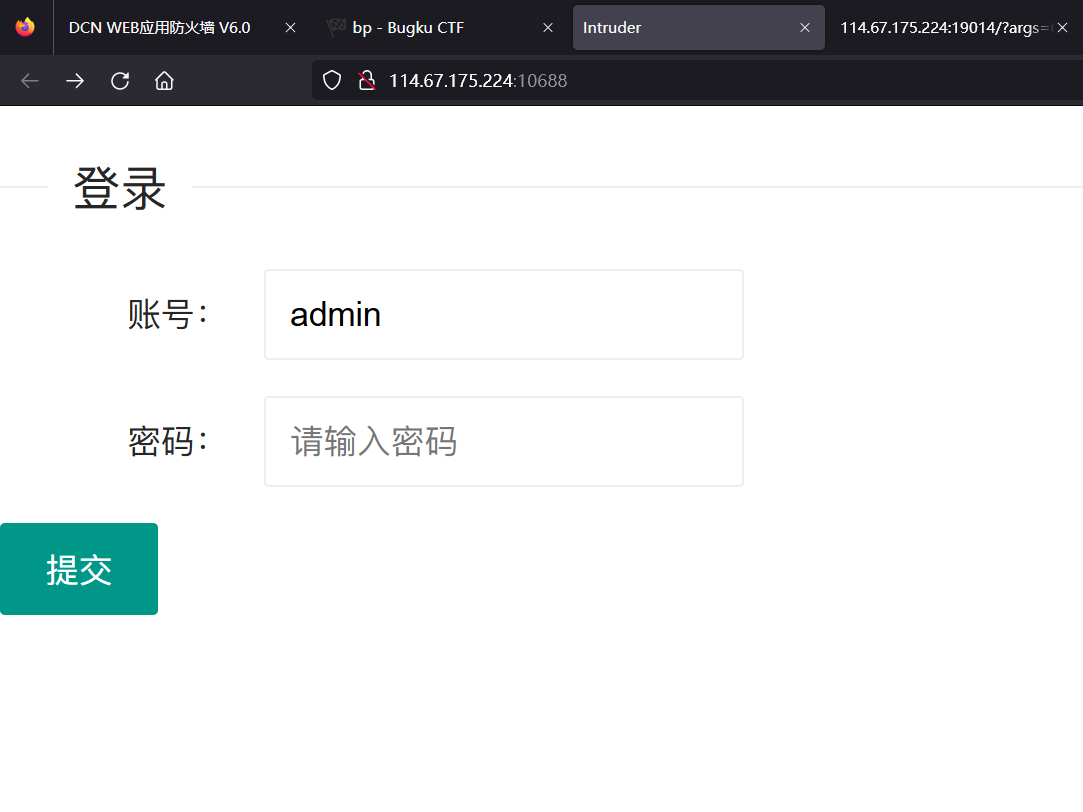 DCN WEB应用防火墙 V6.0
bp - Bugku CTF
Intruder
114.67.175.224:19014/?args=
114.67.175.224:10688
登录
账号：
admin
密码：
请输入密码
提交